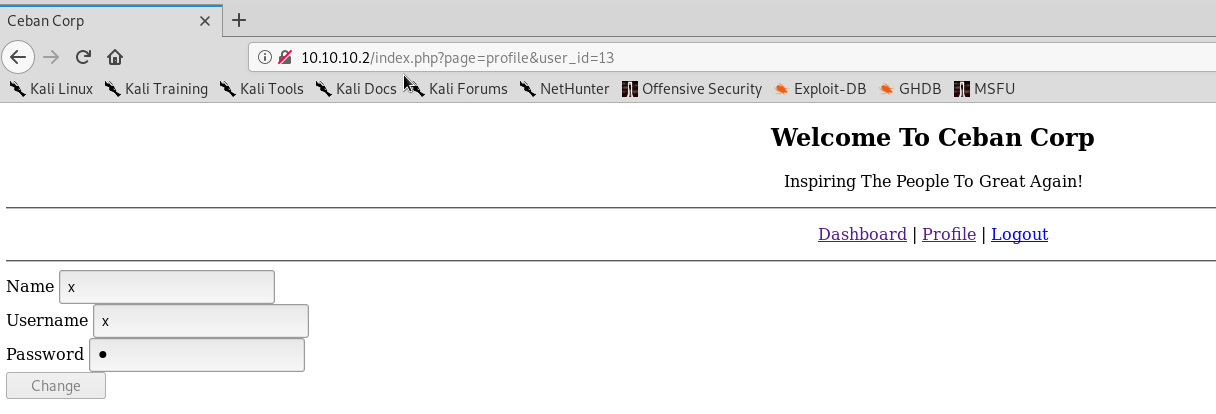 Ceban Corp
10.10.10.2/index.php?page=profile&user_id=13
Kali Linux Kali Training Kali Tools Kali Docs Kali Forums NetHunter Offensive Security Exploit-DB GHDB MSFU
Welcome To Ceban Corp
Inspiring The People To Great Again!
Dashboard | Profile | Logout
Name x
Username x
Password ●
Change